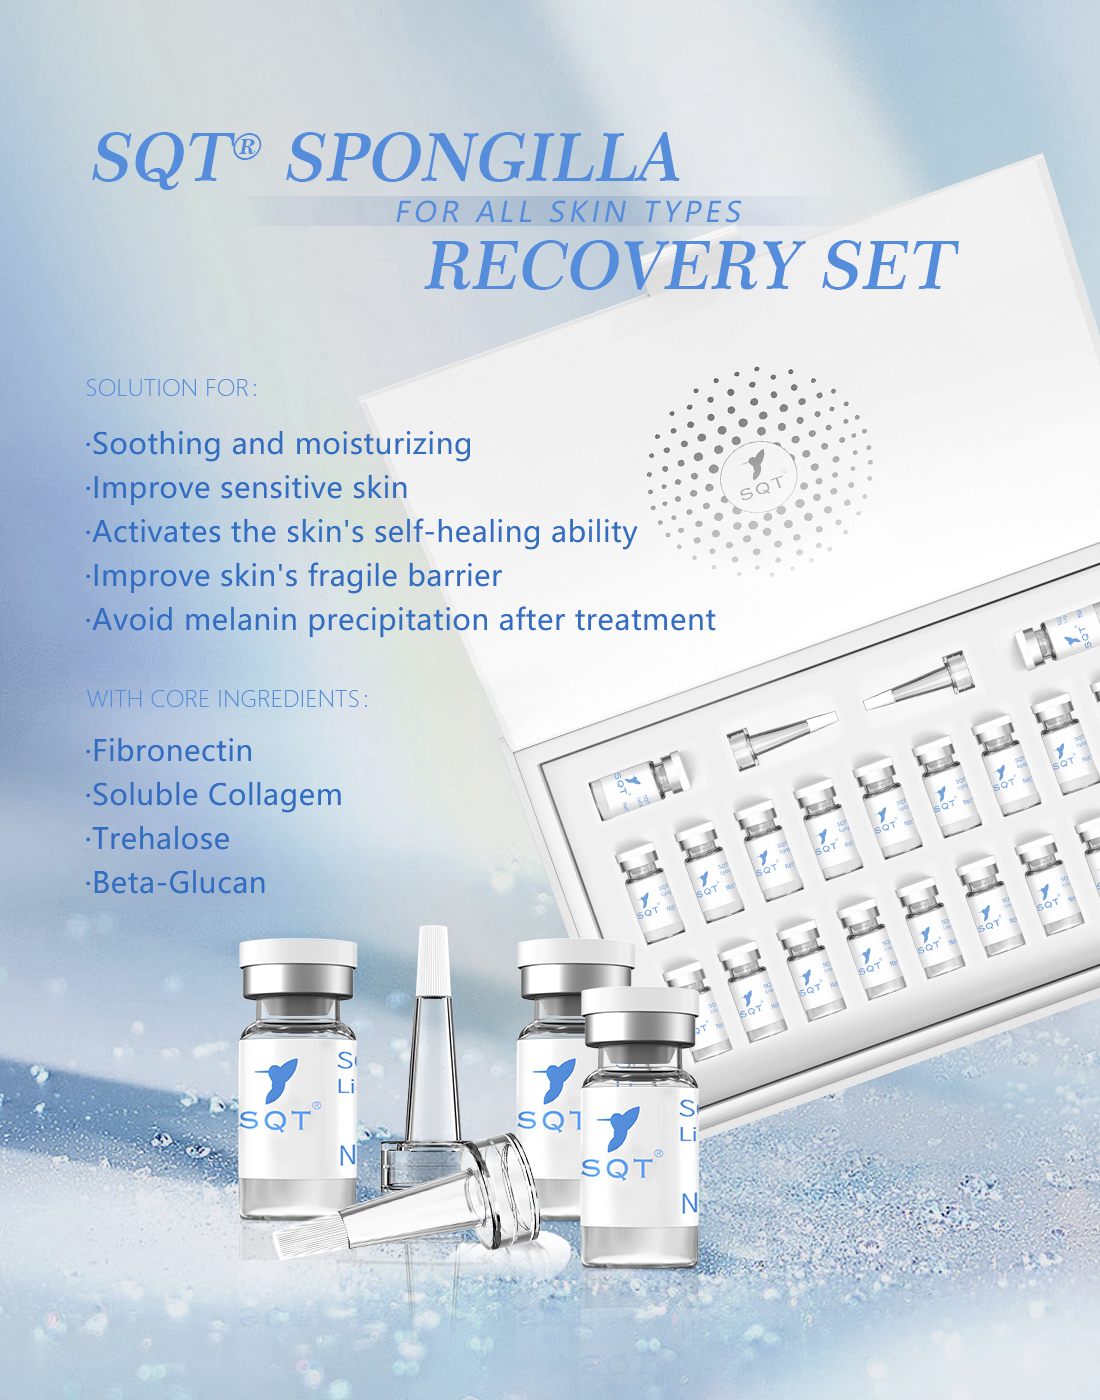 SQT® SPONGILLA
FOR ALL SKIN TYPES
RECOVERY SET
SOLUTION FOR:
·Soothing and moisturizing
·Improve sensitive skin
·Activates the skin's self-healing ability
·Improve skin's fragile barrier
·Avoid melanin precipitation after treatment
WITH CORE INGREDIENTS:
·Fibronectin
·Soluble Collagem
·Trehalose
·Beta-Glucan
SQT®
SQT®
SQT
SQT®